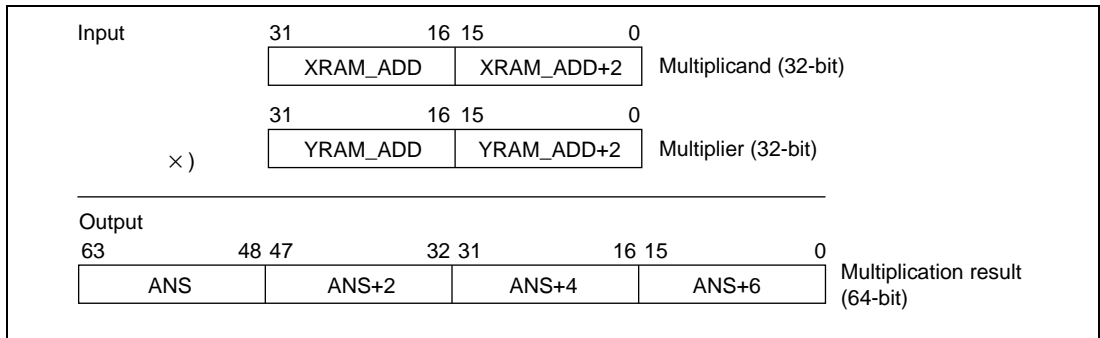 Input 31 16 15 0
XRAM_ADD XRAM_ADD+2 Multiplicand (32-bit)
31 16 15 0
×) YRAM_ADD YRAM_ADD+2 Multiplier (32-bit)
Output
63 48 47 32 31 16 15 0
ANS ANS+2 ANS+4 ANS+6 Multiplication result
(64-bit)